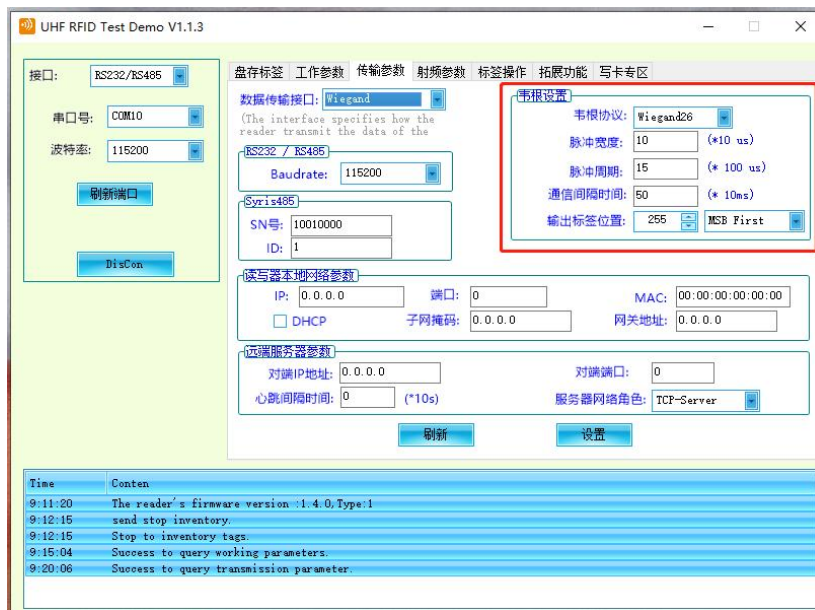 UHF RFID Test Demo V1.1.3
接口: RS232/RS485
串口号: COM10
波特率: 115200
刷新端口
DisCon
盘存标签 工作参数 传输参数 射频参数 标签操作 拓展功能 写卡专区
数据传输接口: Wiegand
(The interface specifies how the
reader transmit the data of the
RS232 / RS485
Baudrate: 115200
Syris485
SN号: 10010000
ID: 1
韦根设置
韦根协议: Wiegand26
脉冲宽度: 10 (*10 us)
脉冲周期: 15 (* 100 us)
通信间隔时间: 50 (* 10ms)
输出标签位置: 255 MSB First
读写器本地网络参数
IP: 0.0.0.0 端口: 0 MAC: 00:00:00:00:00:00
DHCP 子网掩码: 0.0.0.0 网关地址: 0.0.0.0
远端服务器参数
对端IP地址: 0.0.0.0 对端端口: 0
心跳间隔时间: 0 (*10s) 服务器网络角色: TCP-Server
刷新 设置
Time Conten
9:11:20 The reader's firmware version :1.4.0,Type:1
9:12:15 send stop inventory.
9:12:15 Stop to inventory tags.
9:15:04 Success to query working parameters.
9:20:06 Success to query transmission parameter.